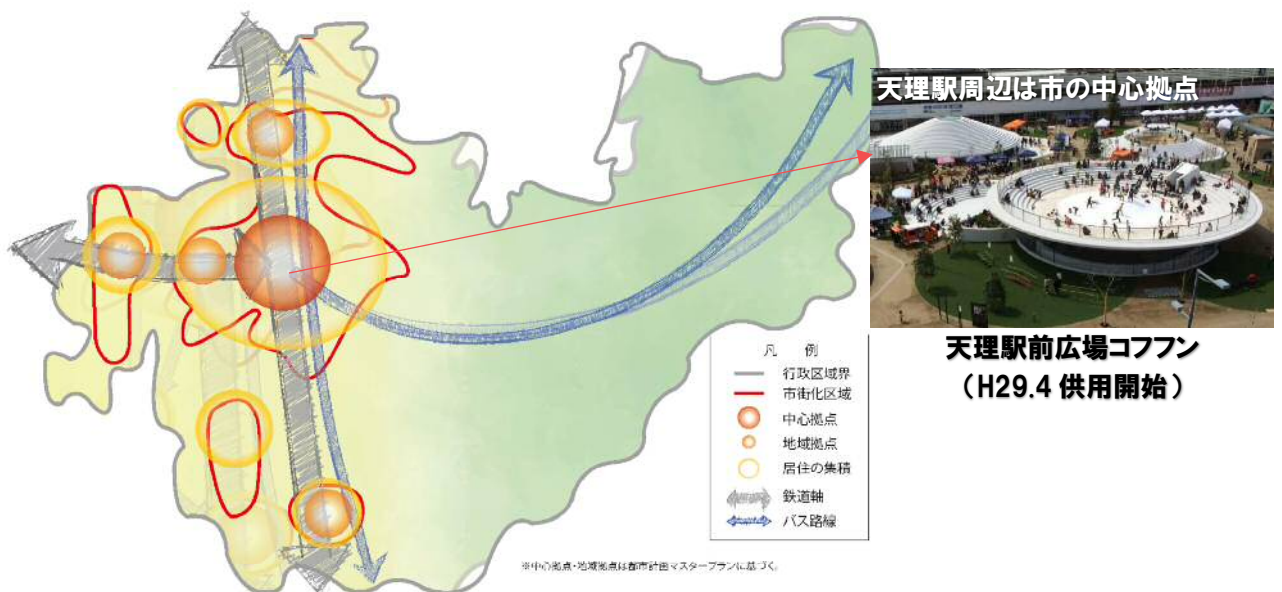 天理駅周辺は市の中心拠点
天理駅前広場コフフン
（H29.4 供用開始）
凡　例
行政区域界
市街化区域
中心拠点
地域拠点
居住の集積
鉄道軸
バス路線
※中心拠点・地域拠点は都市計画マスタープランに基づく。